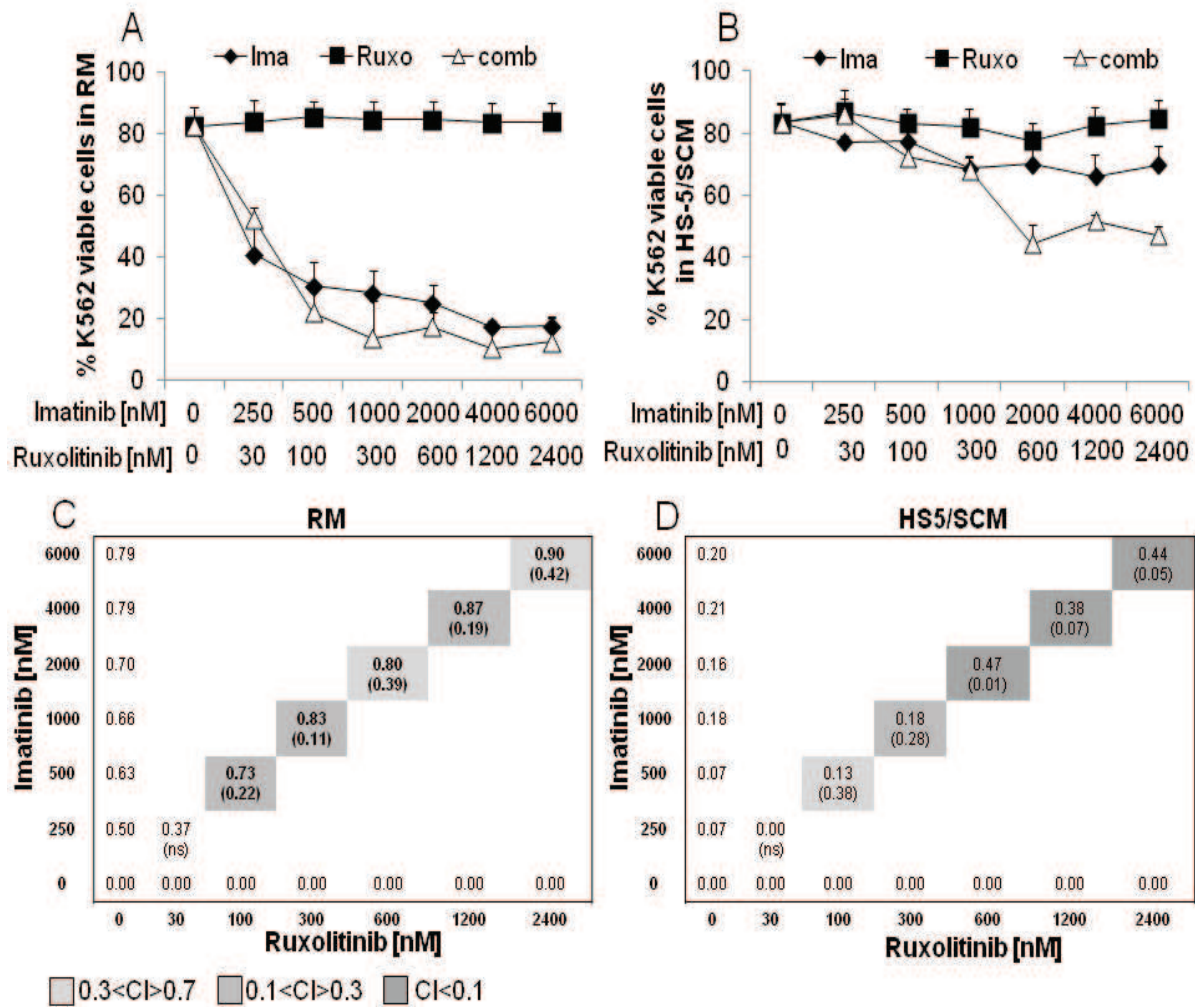 A
Ima Ruxo comb
% K562 viable cells in RM
100
80
60
40
20
0
Imatinib [nM] 0 250 500 1000 2000 4000 6000
Ruxolitinib [nM] 0 30 100 300 600 1200 2400
B
Ima Ruxo comb
% K562 viable cells
in HS-5/SCM
100
80
60
40
20
0
Imatinib [nM] 0 250 500 1000 2000 4000 6000
Ruxolitinib [nM] 0 30 100 300 600 1200 2400
C
RM
Imatinib [nM]
6000 0.79 0.90
(0.42)
4000 0.79 0.87
(0.19)
2000 0.70 0.80
(0.39)
1000 0.66 0.83
(0.11)
500 0.63 0.73
(0.22)
250 0.50 0.37
(ns)
0 0.00 0.00 0.00 0.00 0.00 0.00 0.00
0 30 100 300 600 1200 2400
Ruxolitinib [nM]
D
HS5/SCM
Imatinib [nM]
6000 0.20 0.44
(0.05)
4000 0.21 0.38
(0.07)
2000 0.16 0.47
(0.01)
1000 0.18 0.18
(0.28)
500 0.07 0.13
(0.38)
250 0.07 0.00
(ns)
0 0.00 0.00 0.00 0.00 0.00 0.00 0.00
0 30 100 300 600 1200 2400
Ruxolitinib [nM]
0.3<CI>0.7 0.1<CI>0.3 CI<0.1